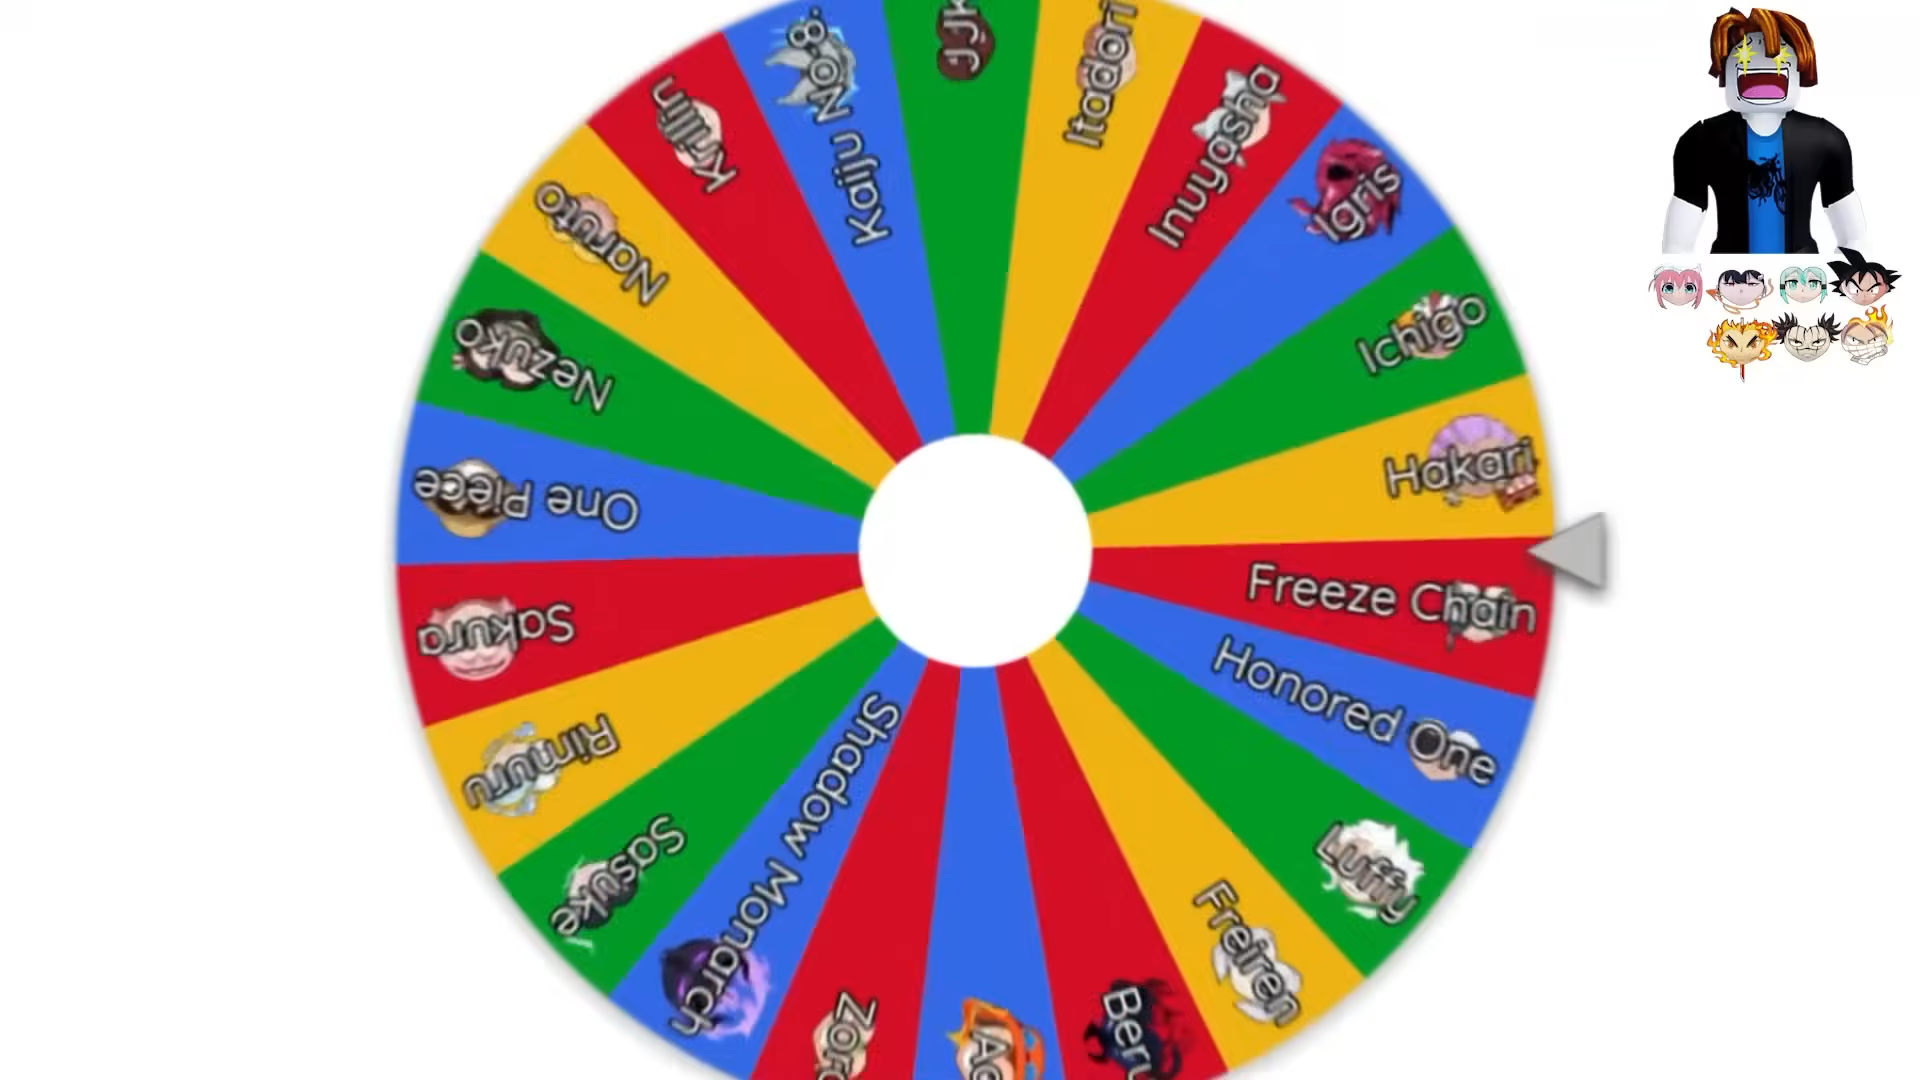 Itadori
Inuyasha
Igris
Ichigo
Hakari
Freeze Chain
Honored One
Luffy
Freiren
Shadow Monarch
Sasuke
Rimuru
Sakura
One Piece
Nezuko
Naruto
Krillin
Kaiju No.8.